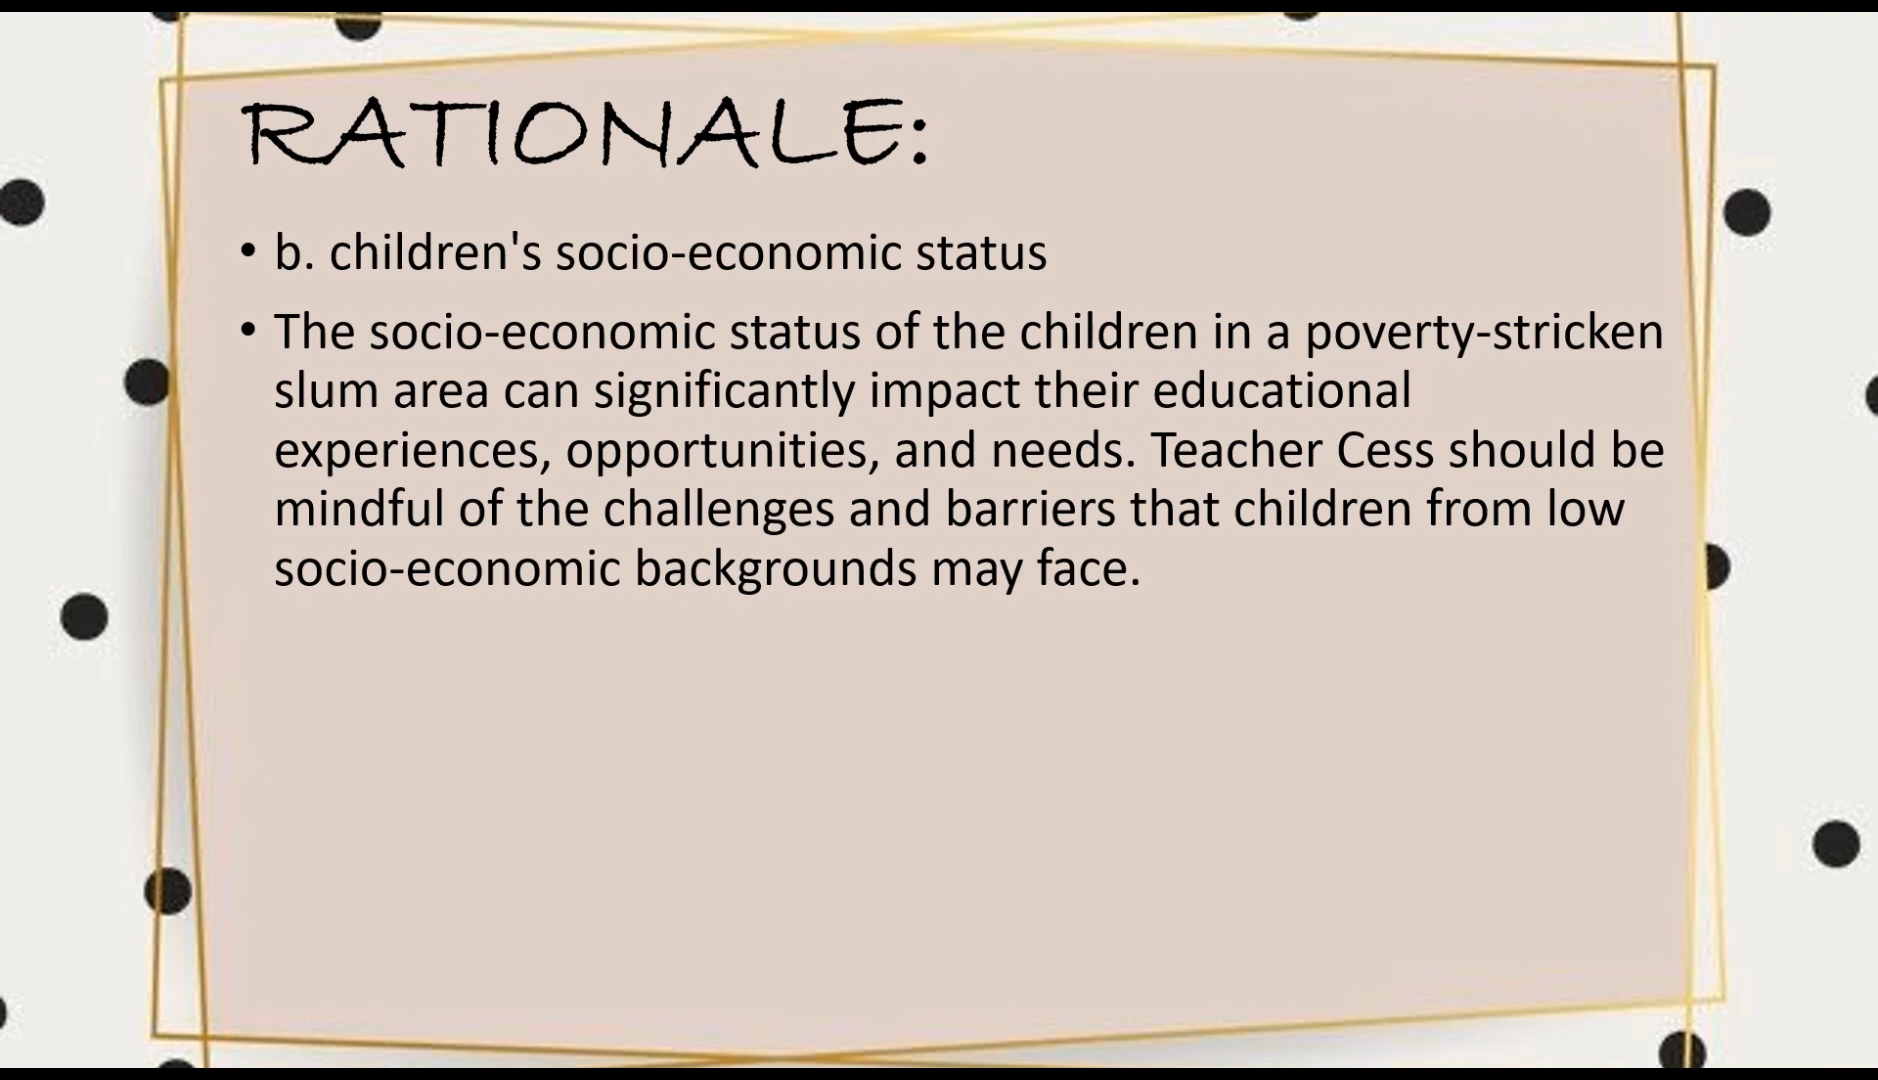 RATIONALE:
• b. children's socio-economic status
• The socio-economic status of the children in a poverty-stricken
slum area can significantly impact their educational
experiences, opportunities, and needs. Teacher Cess should be
mindful of the challenges and barriers that children from low
socio-economic backgrounds may face.